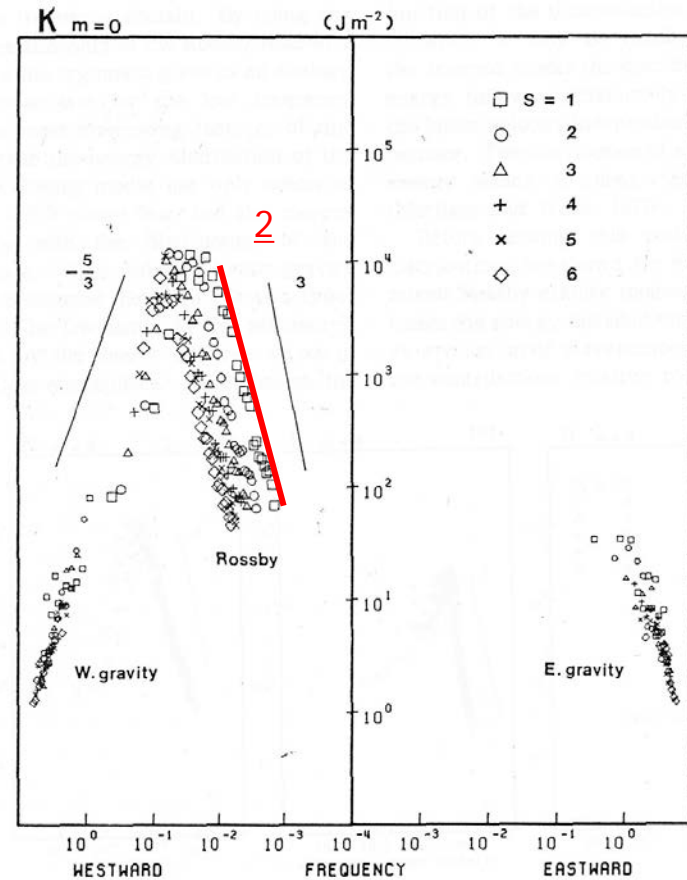 K m=0 (J m⁻²)
S = 1
2
3
4
5
6
10⁵
2
- 5/3
3
10⁴
10³
10²
Rossby
10¹
W. gravity
E. gravity
10⁰
10⁰ 10⁻¹ 10⁻² 10⁻³ 10⁻⁴ 10⁻³ 10⁻² 10⁻¹ 10⁰ 10⁻¹
WESTWARD FREQUENCY EASTWARD